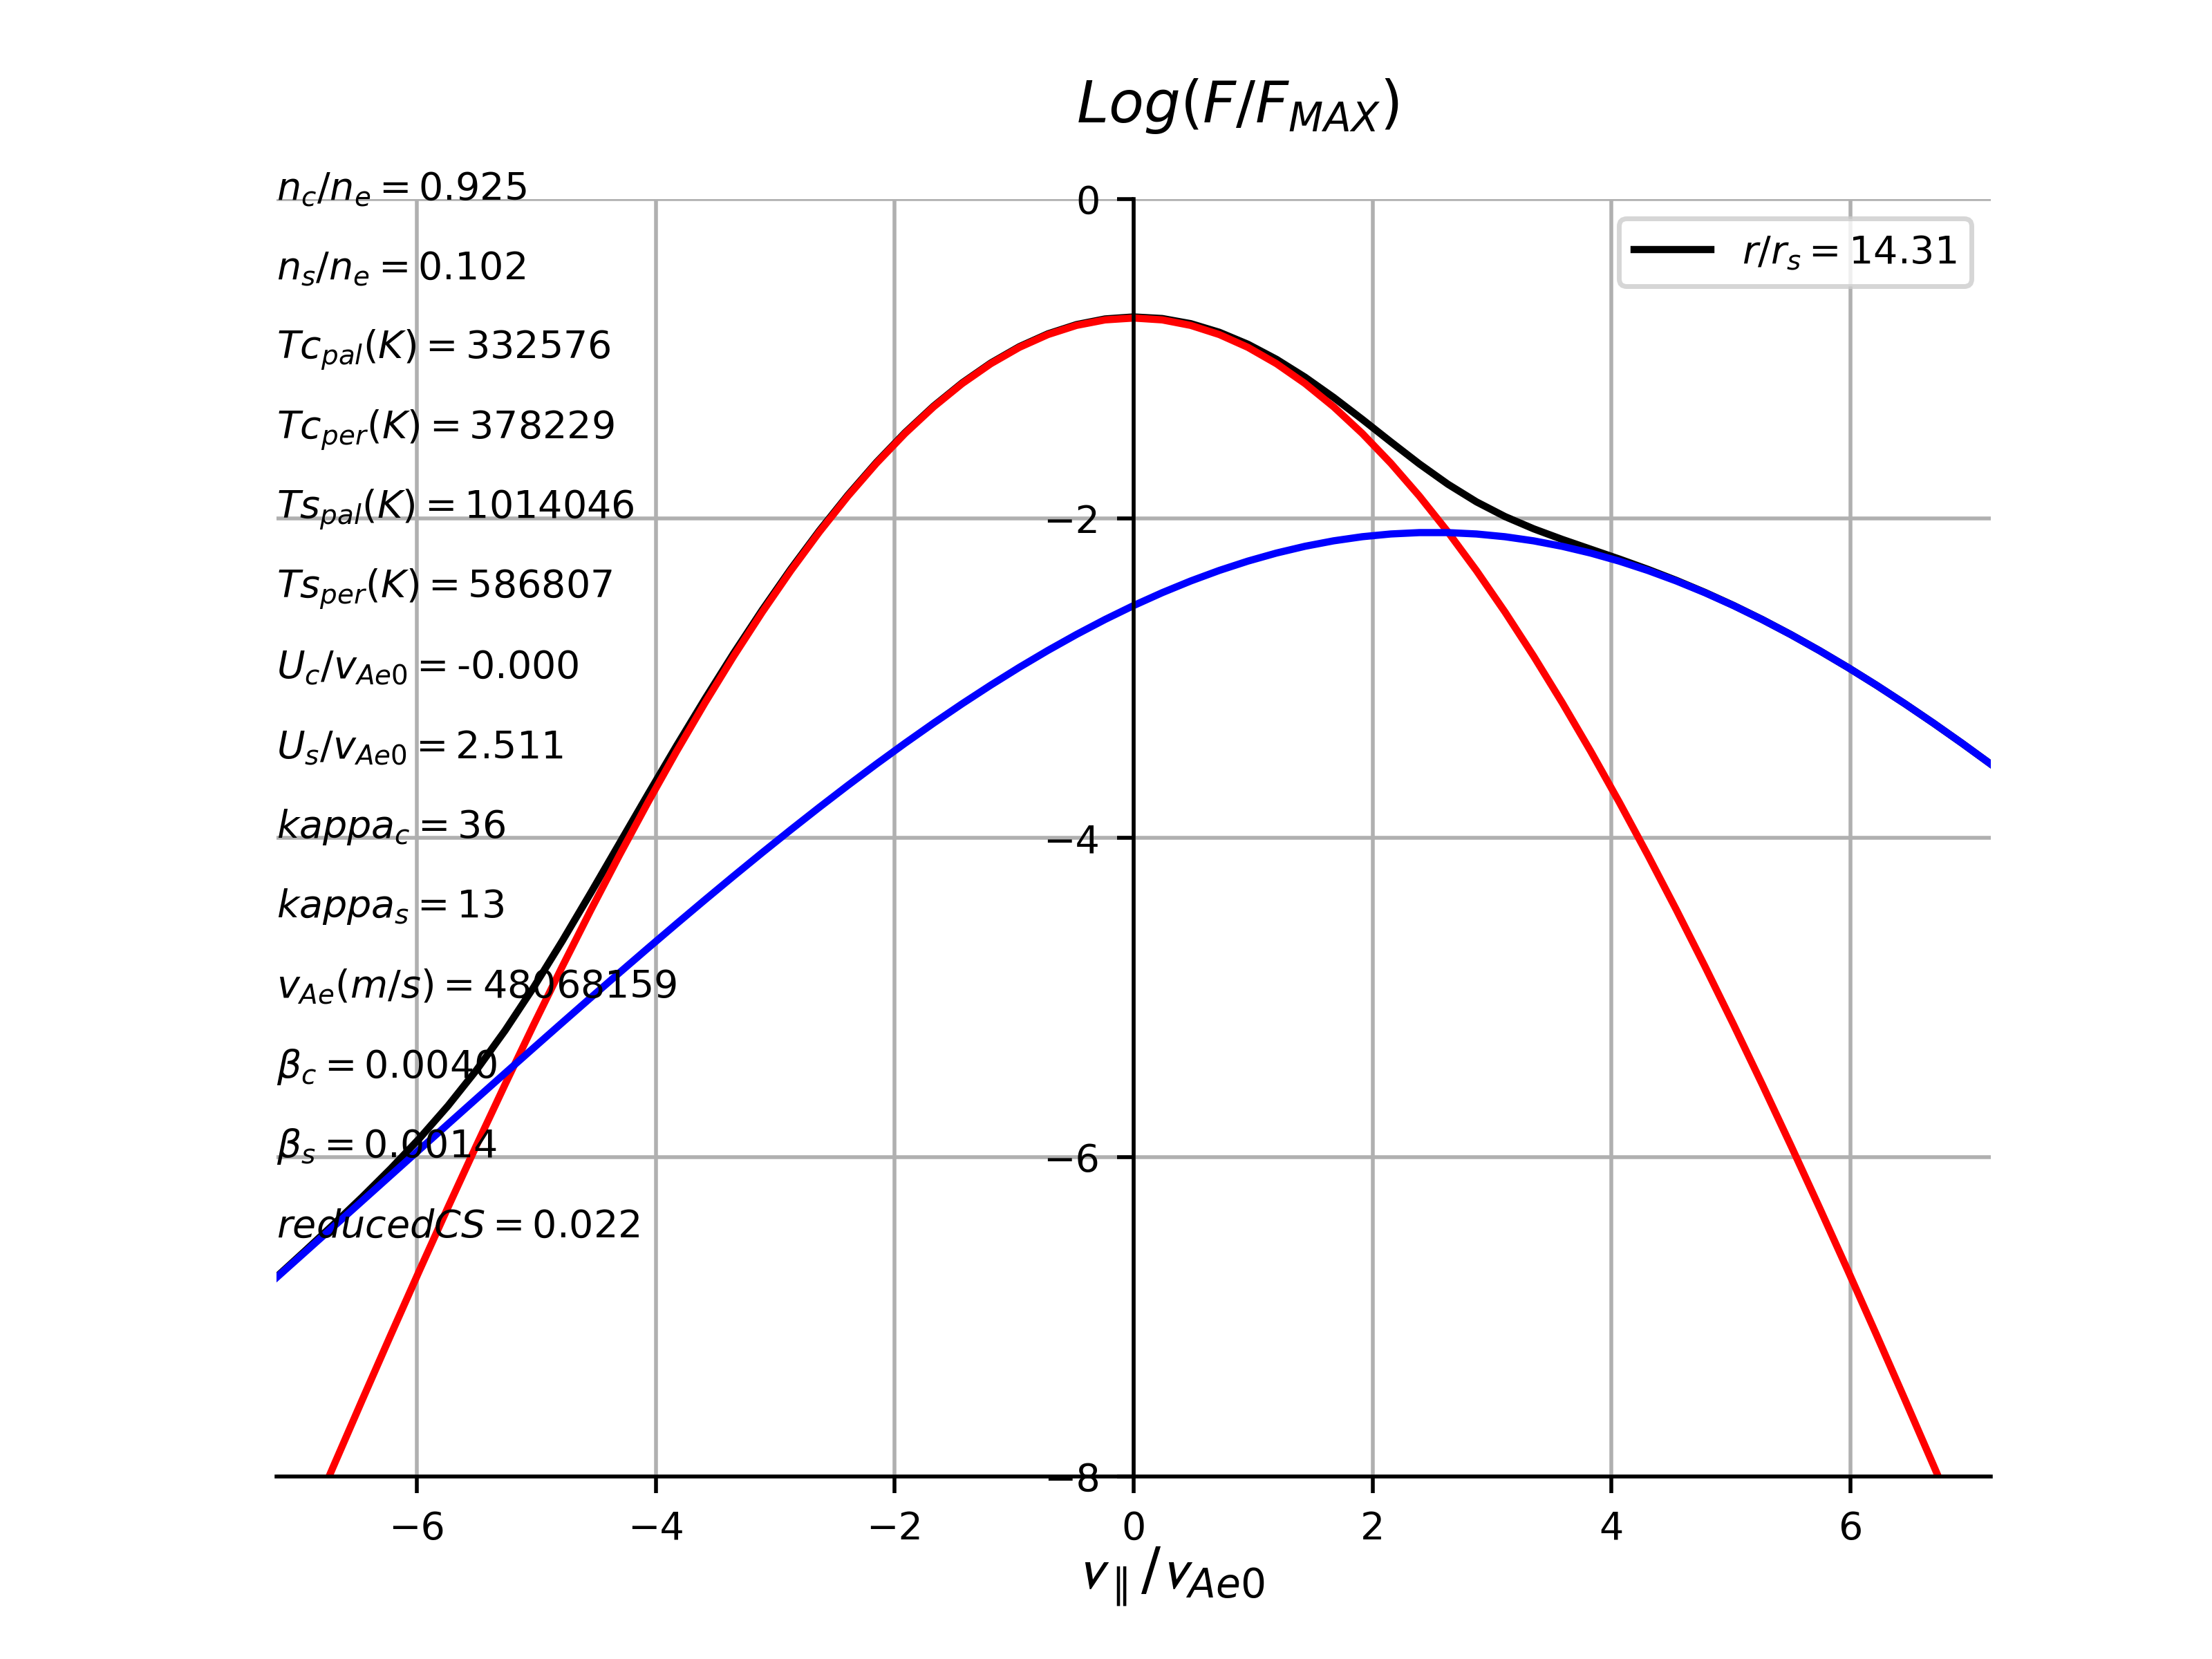 Log(F/F_MAX)
n_c/n_e = 0.925
n_s/n_e = 0.102
Tc_pal(K) = 332576
Tc_per(K) = 378229
Ts_pal(K) = 1014046
Ts_per(K) = 586807
U_c/v_Ae0 = -0.000
U_s/v_Ae0 = 2.511
kappa_c = 36
kappa_s = 13
v_Ae(m/s) = 48068159
β_c = 0.0040
β_s = 0.0014
reducedCS = 0.022
r/r_s = 14.31
0
−2
−4
−6
−8
−6 −4 −2 0 2 4 6
v_∥/v_Ae0